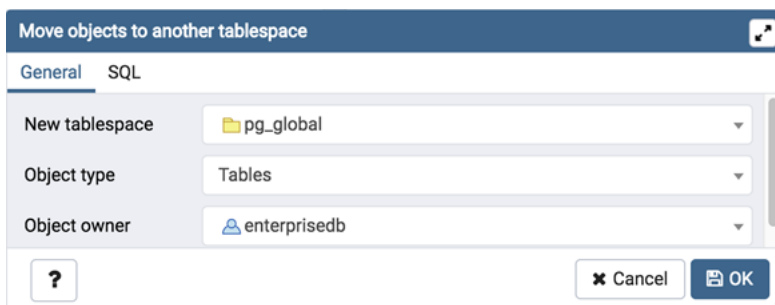 Move objects to another tablespace
General SQL
New tablespace pg_global
Object type Tables
Object owner enterprisedb
? Cancel OK